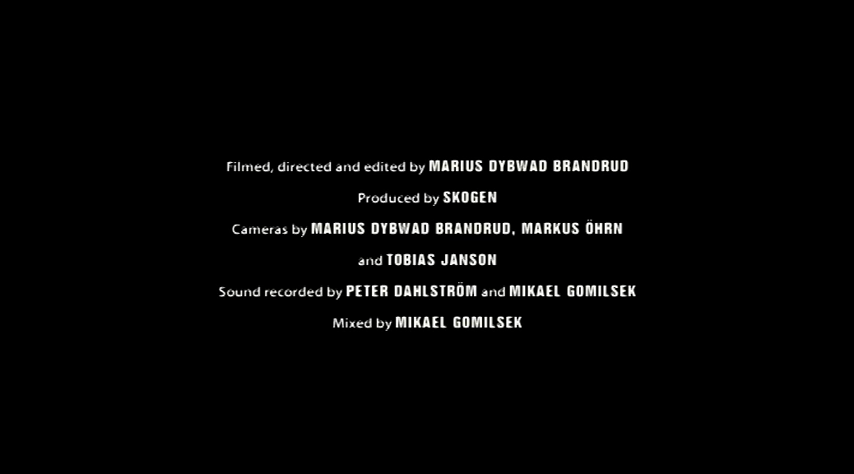 Filmed, directed and edited by MARIUS DYBWAD BRANDRUD
Produced by SKOGEN
Cameras by MARIUS DYBWAD BRANDRUD, MARKUS ÖHRN
and TOBIAS JANSON
Sound recorded by PETER DAHLSTRÖM and MIKAEL GOMILSEK
Mixed by MIKAEL GOMILSEK